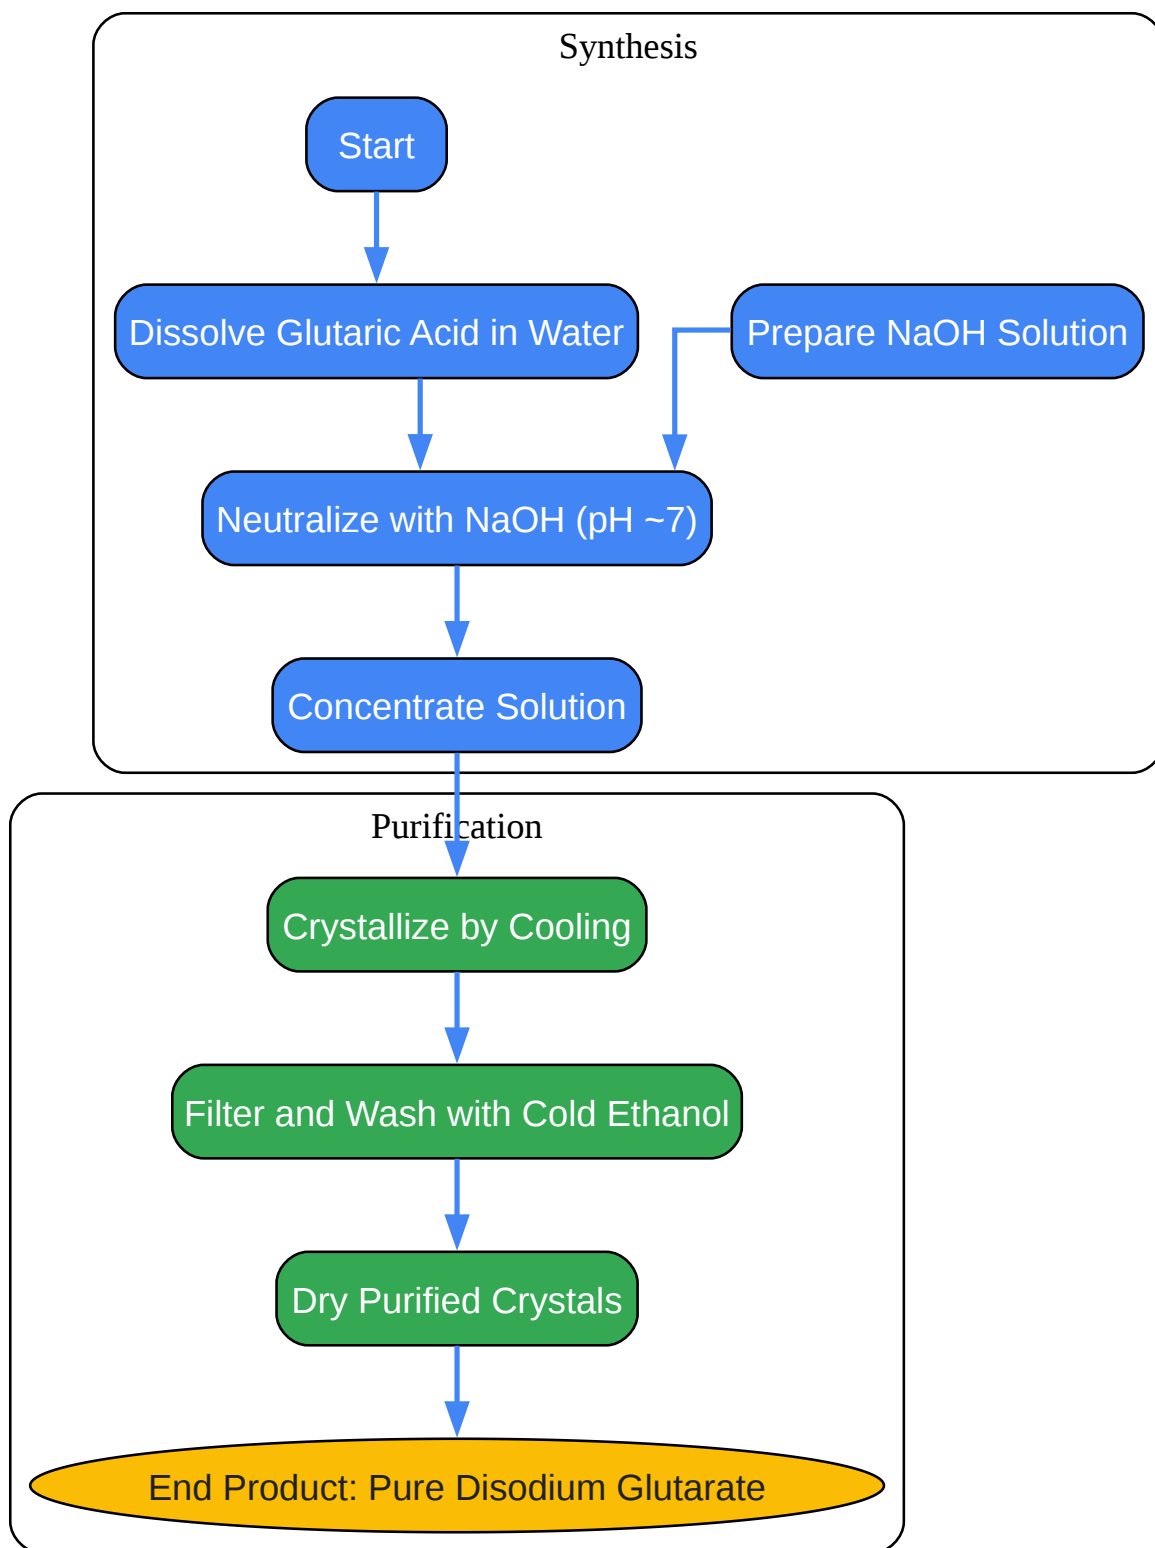 Synthesis
Start
Dissolve Glutaric Acid in Water
Prepare NaOH Solution
Neutralize with NaOH (pH ~7)
Concentrate Solution
Purification
Crystallize by Cooling
Filter and Wash with Cold Ethanol
Dry Purified Crystals
End Product: Pure Disodium Glutarate